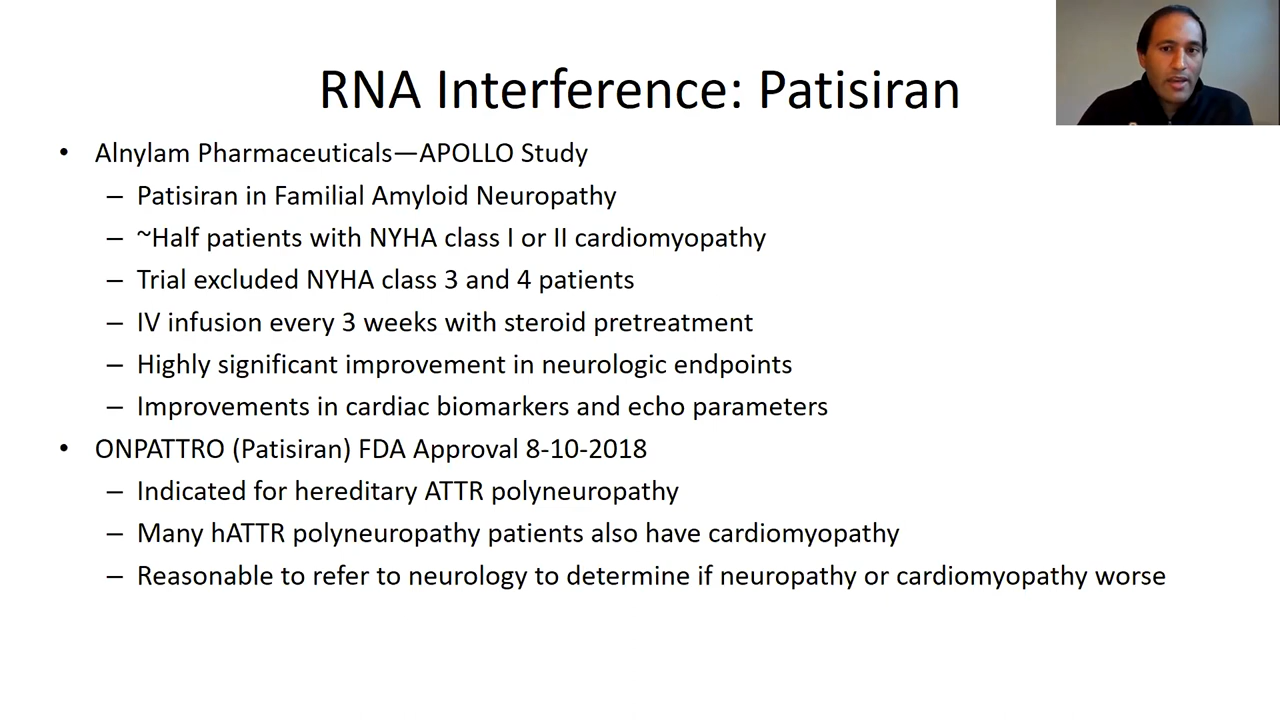 RNA Interference: Patisiran
• Alnylam Pharmaceuticals—APOLLO Study
– Patisiran in Familial Amyloid Neuropathy
– ~Half patients with NYHA class I or II cardiomyopathy
– Trial excluded NYHA class 3 and 4 patients
– IV infusion every 3 weeks with steroid pretreatment
– Highly significant improvement in neurologic endpoints
– Improvements in cardiac biomarkers and echo parameters
• ONPATTRO (Patisiran) FDA Approval 8-10-2018
– Indicated for hereditary ATTR polyneuropathy
– Many hATTR polyneuropathy patients also have cardiomyopathy
– Reasonable to refer to neurology to determine if neuropathy or cardiomyopathy worse